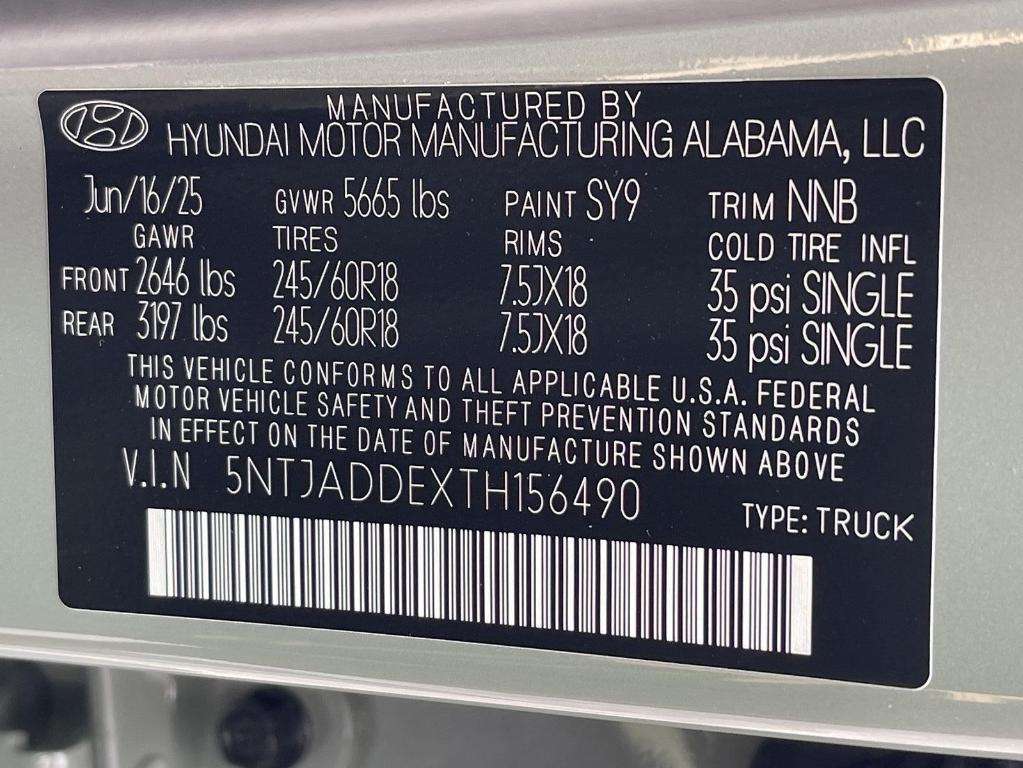 MANUFACTURED BY
HYUNDAI MOTOR MANUFACTURING ALABAMA, LLC
Jun/16/25 GVWR 5665 lbs PAINT SY9 TRIM NNB
GAWR TIRES RIMS COLD TIRE INFL
FRONT 2646 lbs 245/60R18 7.5JX18 35 psi SINGLE
REAR 3197 lbs 245/60R18 7.5JX18 35 psi SINGLE
THIS VEHICLE CONFORMS TO ALL APPLICABLE U.S.A. FEDERAL
MOTOR VEHICLE SAFETY AND THEFT PREVENTION STANDARDS
IN EFFECT ON THE DATE OF MANUFACTURE SHOWN ABOVE
V.I.N 5NTJADDEXTH156490 TYPE: TRUCK